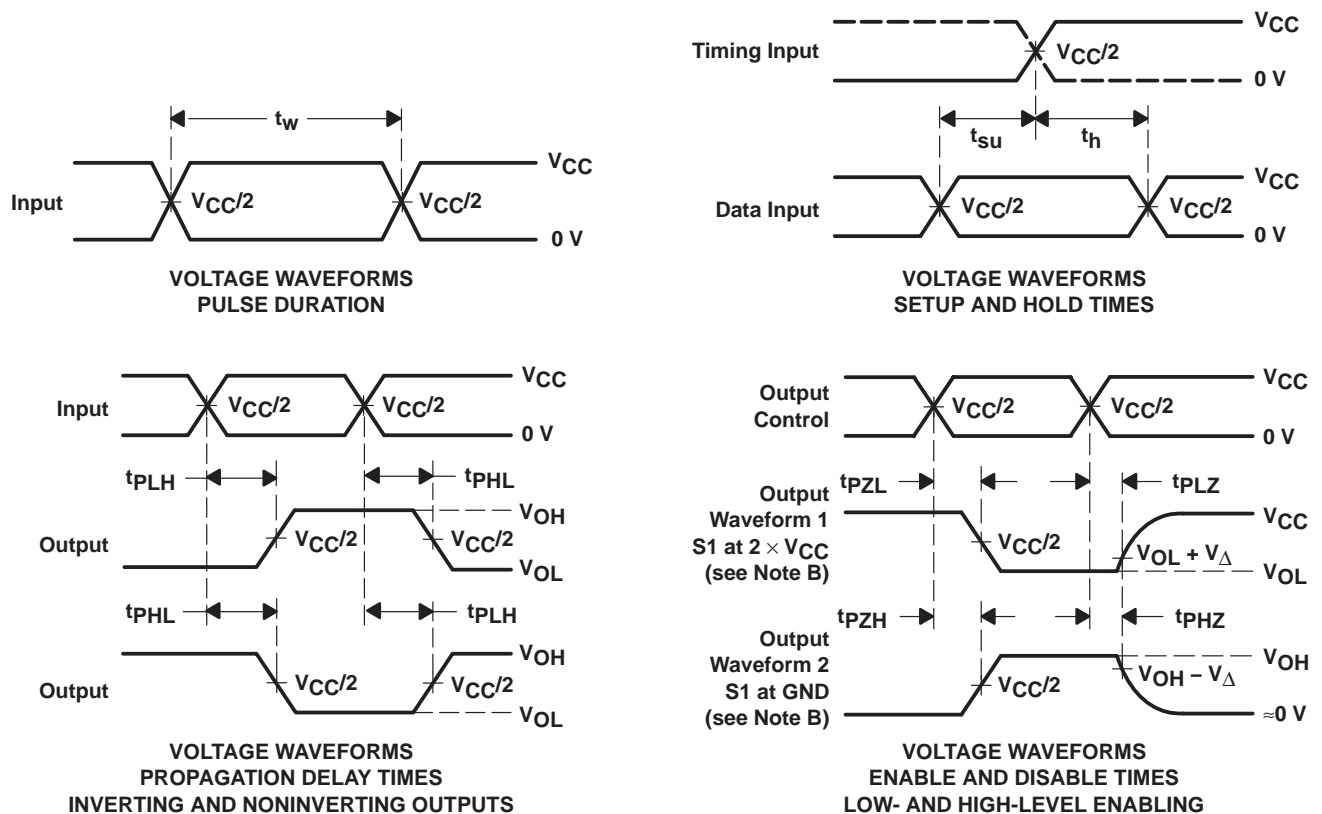 Input
tw
VCC
VCC/2 VCC/2
0 V
VOLTAGE WAVEFORMS
PULSE DURATION
Timing Input
VCC
VCC/2
0 V
tsu th
Data Input
VCC
VCC/2 VCC/2
0 V
VOLTAGE WAVEFORMS
SETUP AND HOLD TIMES
Input
VCC
VCC/2 VCC/2
0 V
tPLH tPHL
Output
VOH
VCC/2 VCC/2
VOL
tPHL tPLH
Output
VOH
VCC/2 VCC/2
VOL
VOLTAGE WAVEFORMS
PROPAGATION DELAY TIMES
INVERTING AND NONINVERTING OUTPUTS
Output
Control
VCC
VCC/2 VCC/2
0 V
tPZL tPLZ
Output
Waveform 1
S1 at 2 × VCC
(see Note B)
VCC
VCC/2
VOL + VΔ
VOL
tPZH tPHZ
Output
Waveform 2
S1 at GND
(see Note B)
VOH
VCC/2
VOH − VΔ
≈0 V
VOLTAGE WAVEFORMS
ENABLE AND DISABLE TIMES
LOW- AND HIGH-LEVEL ENABLING